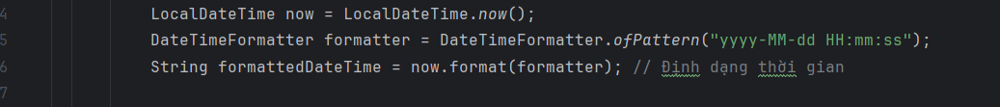 4 LocalDateTime now = LocalDateTime.now();
5 DateTimeFormatter formatter = DateTimeFormatter.ofPattern("yyyy-MM-dd HH:mm:ss");
6 String formattedDateTime = now.format(formatter); // Định dạng thời gian
7